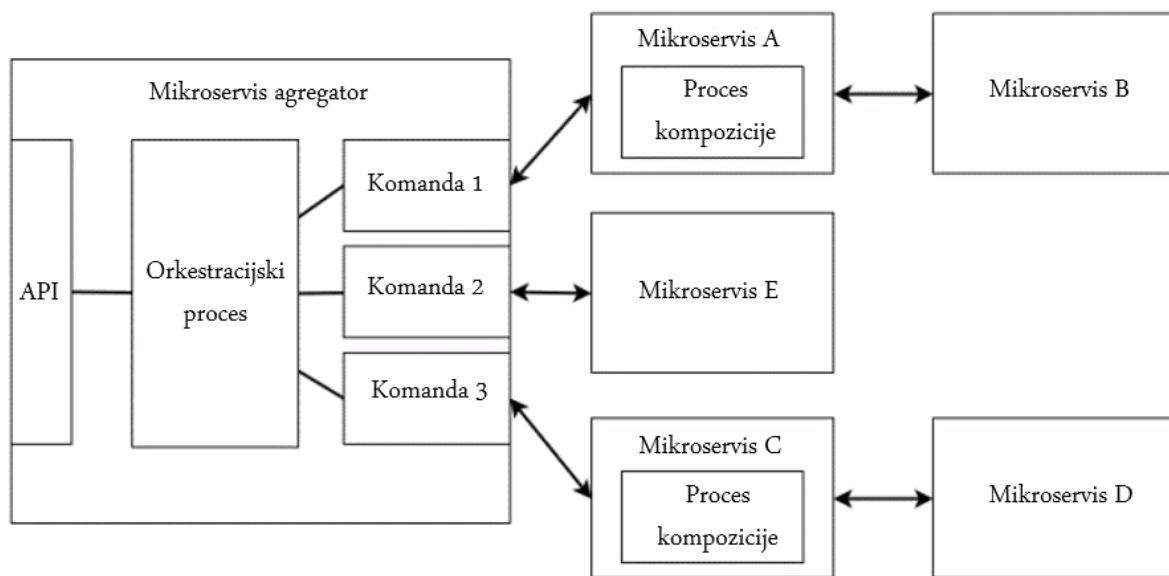 Mikroservis agregator
API
Orkestracijski
proces
Komanda 1
Komanda 2
Komanda 3
Mikroservis A
Proces
kompozicije
Mikroservis B
Mikroservis E
Mikroservis C
Proces
kompozicije
Mikroservis D